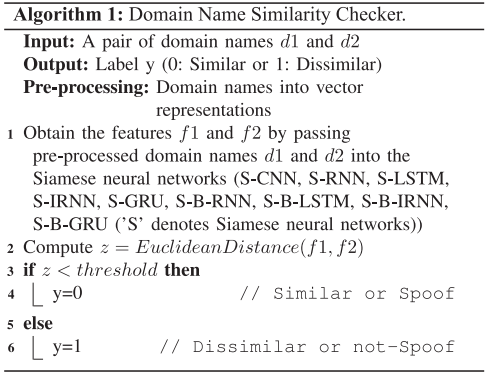 Algorithm 1: Domain Name Similarity Checker.
Input: A pair of domain names d1 and d2
Output: Label y (0: Similar or 1: Dissimilar)
Pre-processing: Domain names into vector
representations
1 Obtain the features f1 and f2 by passing
pre-processed domain names d1 and d2 into the
Siamese neural networks (S-CNN, S-RNN, S-LSTM,
S-IRNN, S-GRU, S-B-RNN, S-B-LSTM, S-B-IRNN,
S-B-GRU ('S' denotes Siamese neural networks))
2 Compute z = EuclideanDistance(f1, f2)
3 if z < threshold then
4 y=0 // Similar or Spoof
5 else
6 y=1 // Dissimilar or not-Spoof